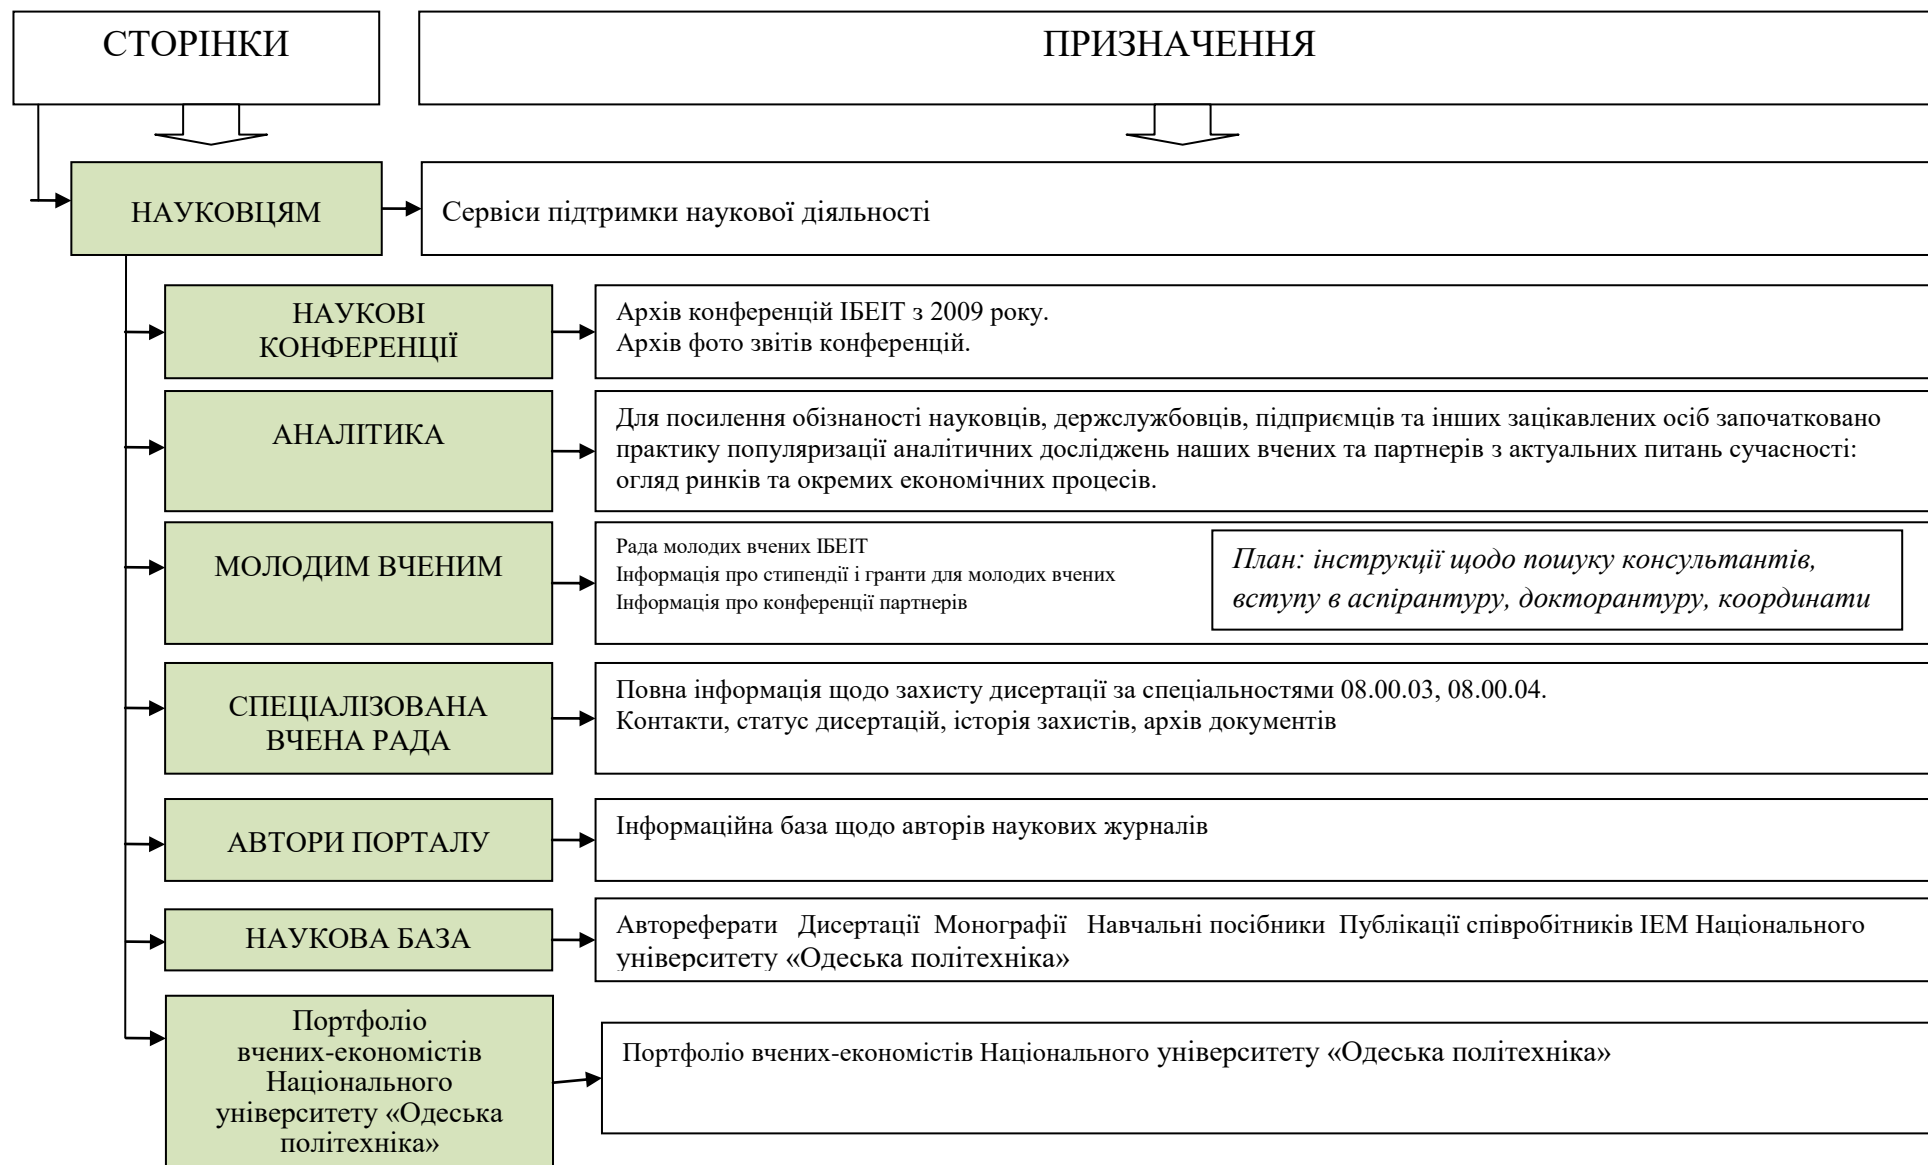 СТОРІНКИ
ПРИЗНАЧЕННЯ
НАУКОВЦЯМ
Сервіси підтримки наукової діяльності
НАУКОВІ
КОНФЕРЕНЦІЇ
Архів конференцій ІБЕІТ з 2009 року.
Архів фото звітів конференцій.
АНАЛІТИКА
Для посилення обізнаності науковців, держслужбовців, підприємців та інших зацікавлених осіб започатковано
практику популяризації аналітичних досліджень наших вчених та партнерів з актуальних питань сучасності:
огляд ринків та окремих економічних процесів.
МОЛОДИМ ВЧЕНИМ
Рада молодих вчених ІБЕІТ
Інформація про стипендії і гранти для молодих вчених
Інформація про конференції партнерів
План: інструкції щодо пошуку консультантів,
вступу в аспірантуру, докторантуру, координати
СПЕЦІАЛІЗОВАНА
ВЧЕНА РАДА
Повна інформація щодо захисту дисертації за спеціальностями 08.00.03, 08.00.04.
Контакти, статус дисертацій, історія захистів, архів документів
АВТОРИ ПОРТАЛУ
Інформаційна база щодо авторів наукових журналів
НАУКОВА БАЗА
Автореферати Дисертації Монографії Навчальні посібники Публікації співробітників ІЕМ Національного
університету «Одеська політехніка»
Портфоліо
вчених-економістів
Національного
університету «Одеська
політехніка»
Портфоліо вчених-економістів Національного університету «Одеська політехніка»